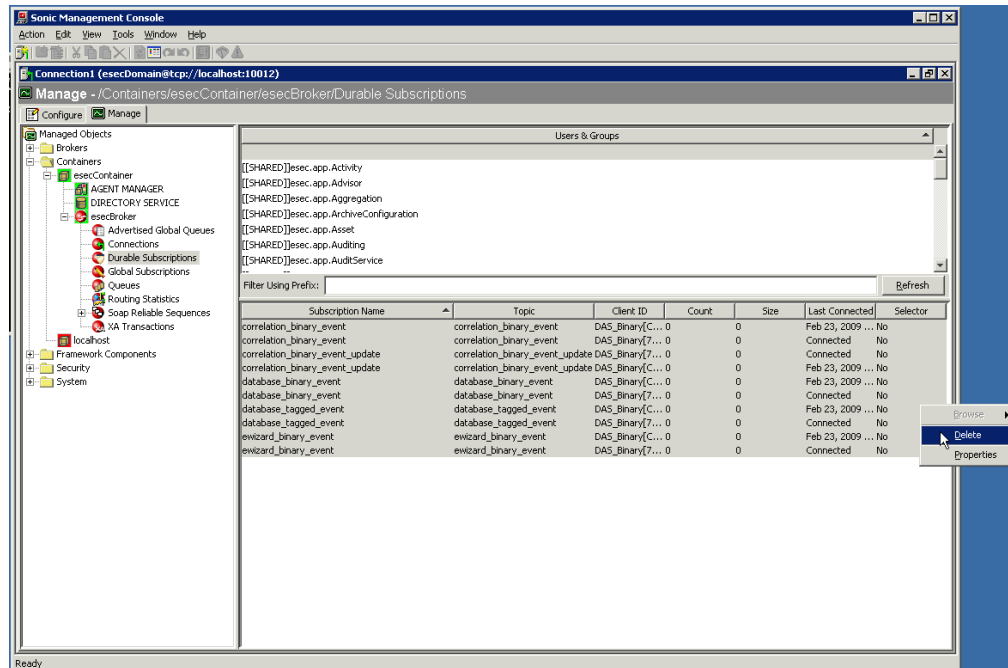 Sonic Management Console
Action Edit View Tools Window Help
Connection1 (esecDomain@tcp://localhost:10012)
Manage - /Containers/esecContainer/esecBroker/Durable Subscriptions
Configure Manage
Managed Objects
Brokers
Containers
esecContainer
AGENT MANAGER
DIRECTORY SERVICE
esecBroker
Advertised Global Queues
Connections
Durable Subscriptions
Global Subscriptions
Queues
Routing Statistics
Soap Reliable Sequences
XA Transactions
localhost
Framework Components
Security
System
Users & Groups
[[SHARED]]esec.app.Activity
[[SHARED]]esec.app.Advisor
[[SHARED]]esec.app.Aggregation
[[SHARED]]esec.app.ArchiveConfiguration
[[SHARED]]esec.app.Asset
[[SHARED]]esec.app.Auditing
[[SHARED]]esec.app.AuditService
Filter Using Prefix: Refresh
Subscription Name Topic Client ID Count Size Last Connected Selector
correlation_binary_event correlation_binary_event DAS_Binary[C... 0 0 Feb 23, 2009 ... No
correlation_binary_event correlation_binary_event DAS_Binary[7... 0 0 Connected No
correlation_binary_event_update correlation_binary_event_update DAS_Binary[7... 0 0 Connected No
correlation_binary_event_update correlation_binary_event_update DAS_Binary[C... 0 0 Feb 23, 2009 ... No
database_binary_event database_binary_event DAS_Binary[C... 0 0 Feb 23, 2009 ... No
database_binary_event database_binary_event DAS_Binary[7... 0 0 Connected No
database_tagged_event database_tagged_event DAS_Binary[C... 0 0 Feb 23, 2009 ... No
database_tagged_event database_tagged_event DAS_Binary[7... 0 0 Connected No
ewizard_binary_event ewizard_binary_event DAS_Binary[C... 0 0 Feb 23, 2009 ... No
ewizard_binary_event ewizard_binary_event DAS_Binary[7... 0 0 Connected No
Browse
Delete
Properties
Ready